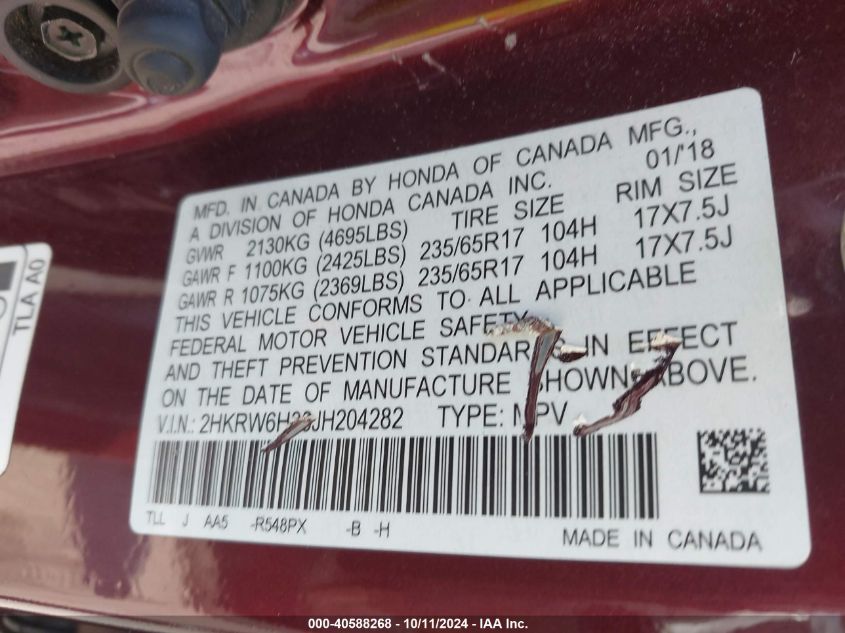 MFD. IN CANADA BY HONDA OF CANADA MFG.,
A DIVISION OF HONDA CANADA INC. 01/'18
GVWR 2130KG (4695LBS) TIRE SIZE RIM SIZE
GAWR F 1100KG (2425LBS) 235/65R17 104H 17X7.5J
GAWR R 1075KG (2369LBS) 235/65R17 104H 17X7.5J
THIS VEHICLE CONFORMS TO ALL APPLICABLE
FEDERAL MOTOR VEHICLE SAFETY
AND THEFT PREVENTION STANDARDS IN EFFECT
ON THE DATE OF MANUFACTURE SHOWN ABOVE.
V.I.N.: TYPE: MPV
TLL J AA5 -R548PX -B -H
MADE IN CANADA
TLA A0
000-40588268 - 10/11/2024 - IAA Inc.